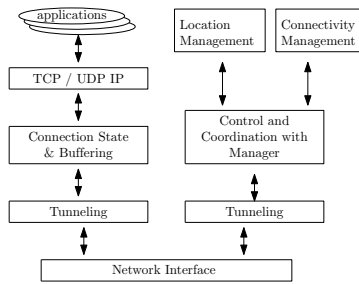 applications
TCP / UDP IP
Connection State
& Buffering
Tunneling
Location
Management
Connectivity
Management
Control and
Coordination with
Manager
Tunneling
Network Interface